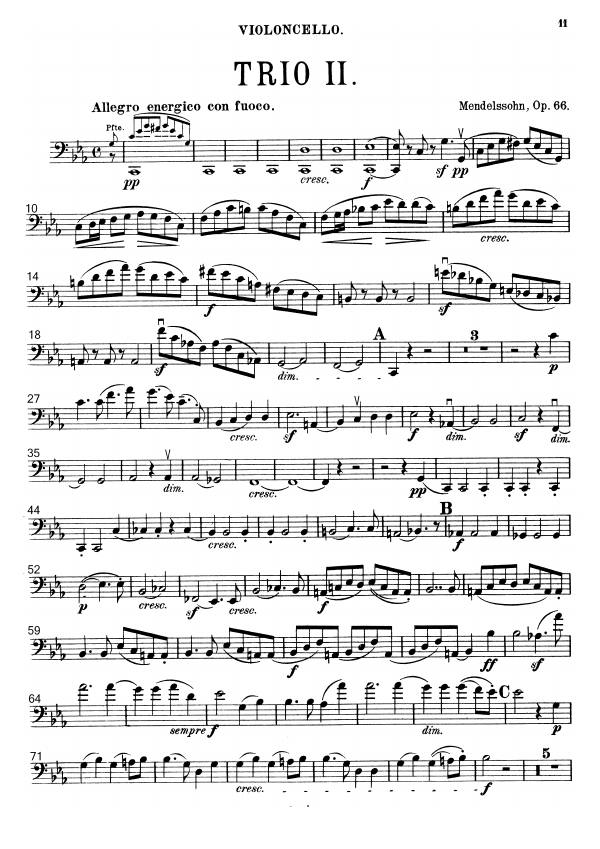 VIOLONCELLO.
11
TRIO II.
Allegro energico con fuoco.
Mendelssohn, Op. 66.
Pfte.
pp
cresc.
f
sf pp
10
cresc.
14
f
sf
18
A
3
sf
dim.
p
27
cresc.
sf
f
dim.
sf
dim.
35
dim.
cresc.
pp
44
B
cresc.
f
52
p
cresc.
sf
cresc.
f
59
f
ff
sf
64
C
sempre f
dim.
p
71
5
cresc.
f